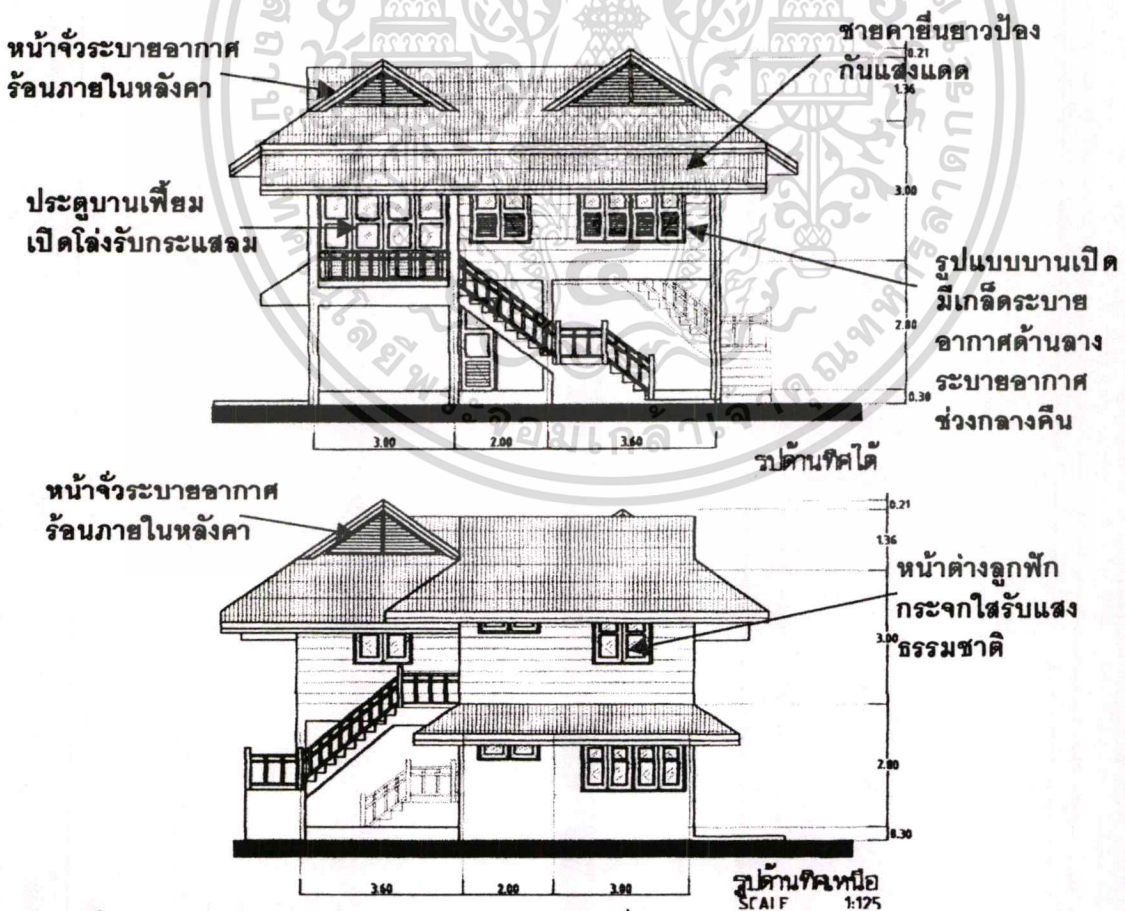 หน้าจั่วระบายอากาศ
ร้อนภายในหลังคา
ชายคายื่นยาวป้อง
กันแสงแดด
0.21
1.36
3.00
2.80
0.30
ประตูบานเฟี้ยม
เปิดโล่งรับกระแสลม
รูปแบบบานเปิด
มีเกล็ดระบาย
อากาศด้านลาง
ระบายอากาศ
ช่วงกลางคืน
3.00
2.00
3.60
รูปด้านทิศใต้
หน้าจั่วระบายอากาศ
ร้อนภายในหลังคา
0.21
1.36
หน้าต่างลูกฟัก
กระจกใสรับแสง
ธรรมชาติ
3.00
2.80
0.30
3.60
2.00
3.00
รูปด้านทิศเหนือ
SCALE 1:125